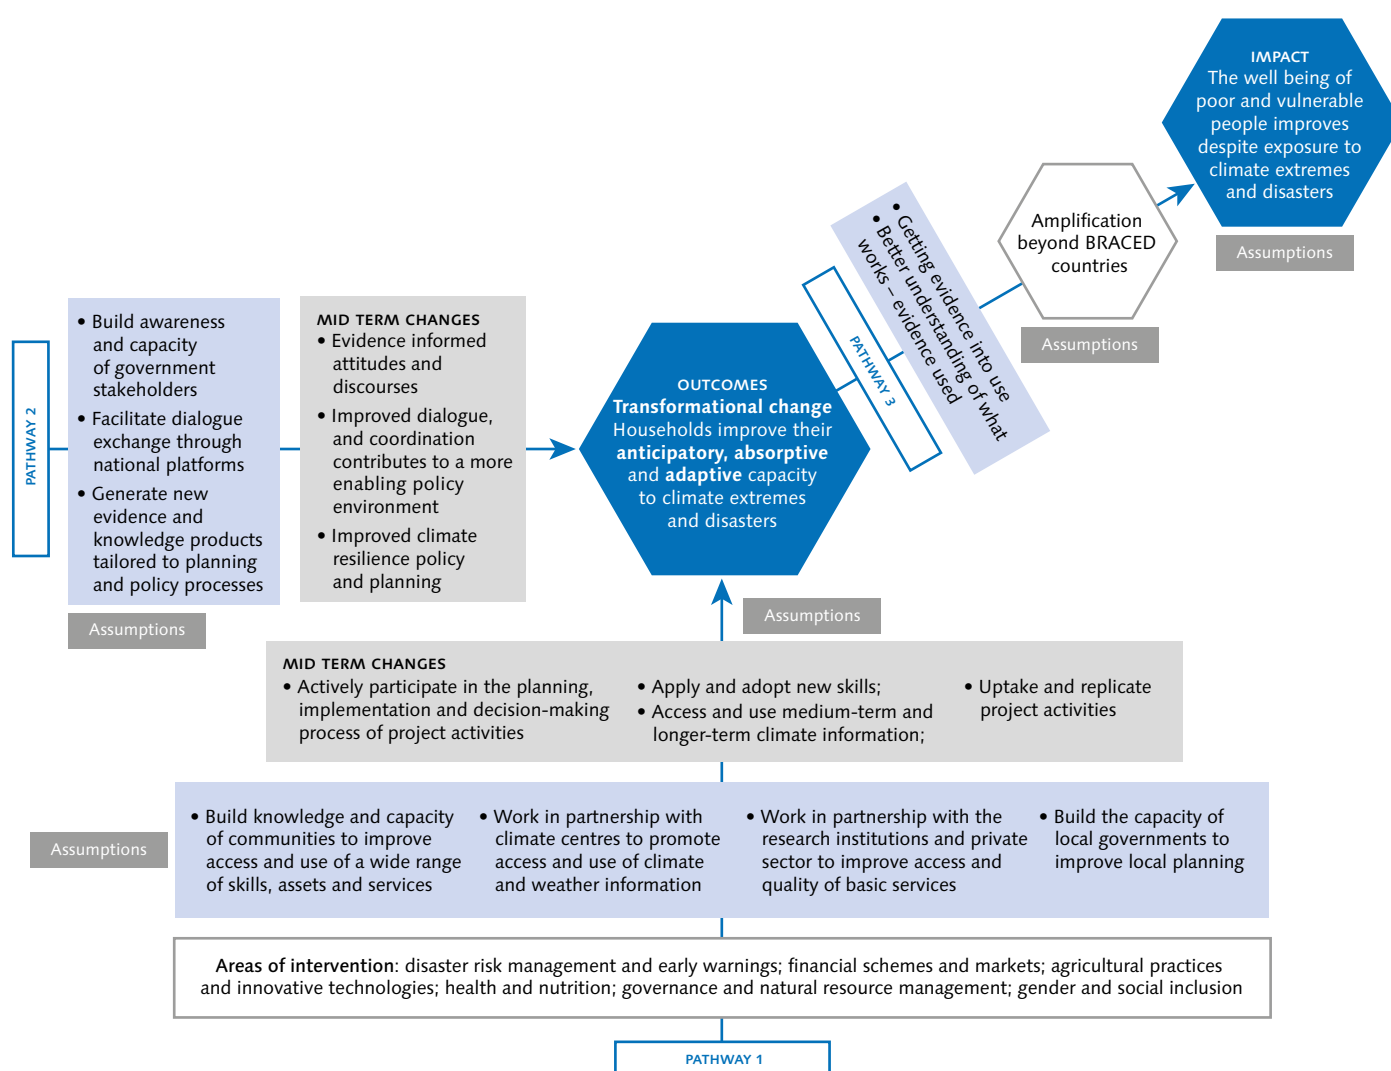 IMPACT
The well being of
poor and vulnerable
people improves
despite exposure to
climate extremes
and disasters
Assumptions
Amplification
beyond BRACED
countries
Assumptions
• Getting evidence into use
• Better understanding of what
works – evidence used
PATHWAY 3
PATHWAY 2
• Build awareness
and capacity
of government
stakeholders
• Facilitate dialogue
exchange through
national platforms
• Generate new
evidence and
knowledge products
tailored to planning
and policy processes
Assumptions
MID TERM CHANGES
• Evidence informed
attitudes and
discourses
• Improved dialogue,
and coordination
contributes to a more
enabling policy
environment
• Improved climate
resilience policy
and planning
OUTCOMES
Transformational change
Households improve their
anticipatory, absorptive
and adaptive capacity
to climate extremes
and disasters
Assumptions
MID TERM CHANGES
• Actively participate in the planning,
implementation and decision-making
process of project activities
• Apply and adopt new skills;
• Access and use medium-term and
longer-term climate information;
• Uptake and replicate
project activities
Assumptions
• Build knowledge and capacity
of communities to improve
access and use of a wide range
of skills, assets and services
• Work in partnership with
climate centres to promote
access and use of climate
and weather information
• Work in partnership with the
research institutions and private
sector to improve access and
quality of basic services
• Build the capacity of
local governments to
improve local planning
Areas of intervention: disaster risk management and early warnings; financial schemes and markets; agricultural practices
and innovative technologies; health and nutrition; governance and natural resource management; gender and social inclusion
PATHWAY 1